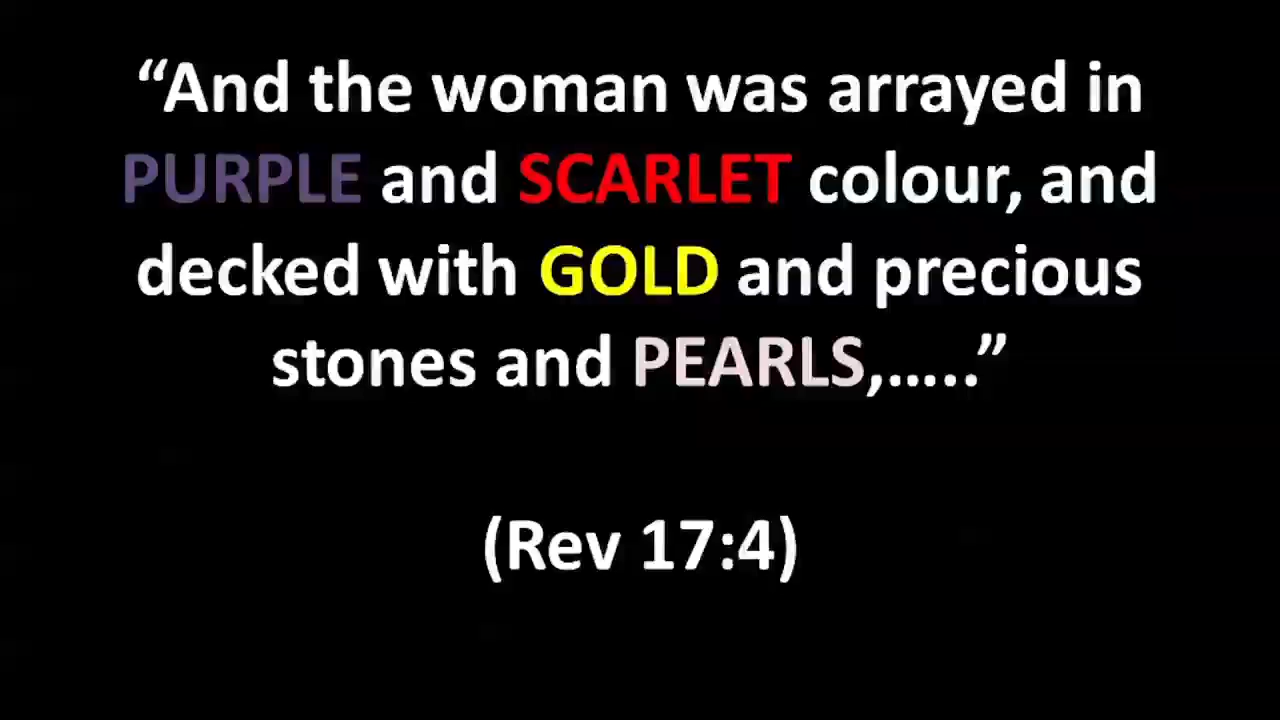 “And the woman was arrayed in
PURPLE and SCARLET colour, and
decked with GOLD and precious
stones and PEARLS,…..”
(Rev 17:4)